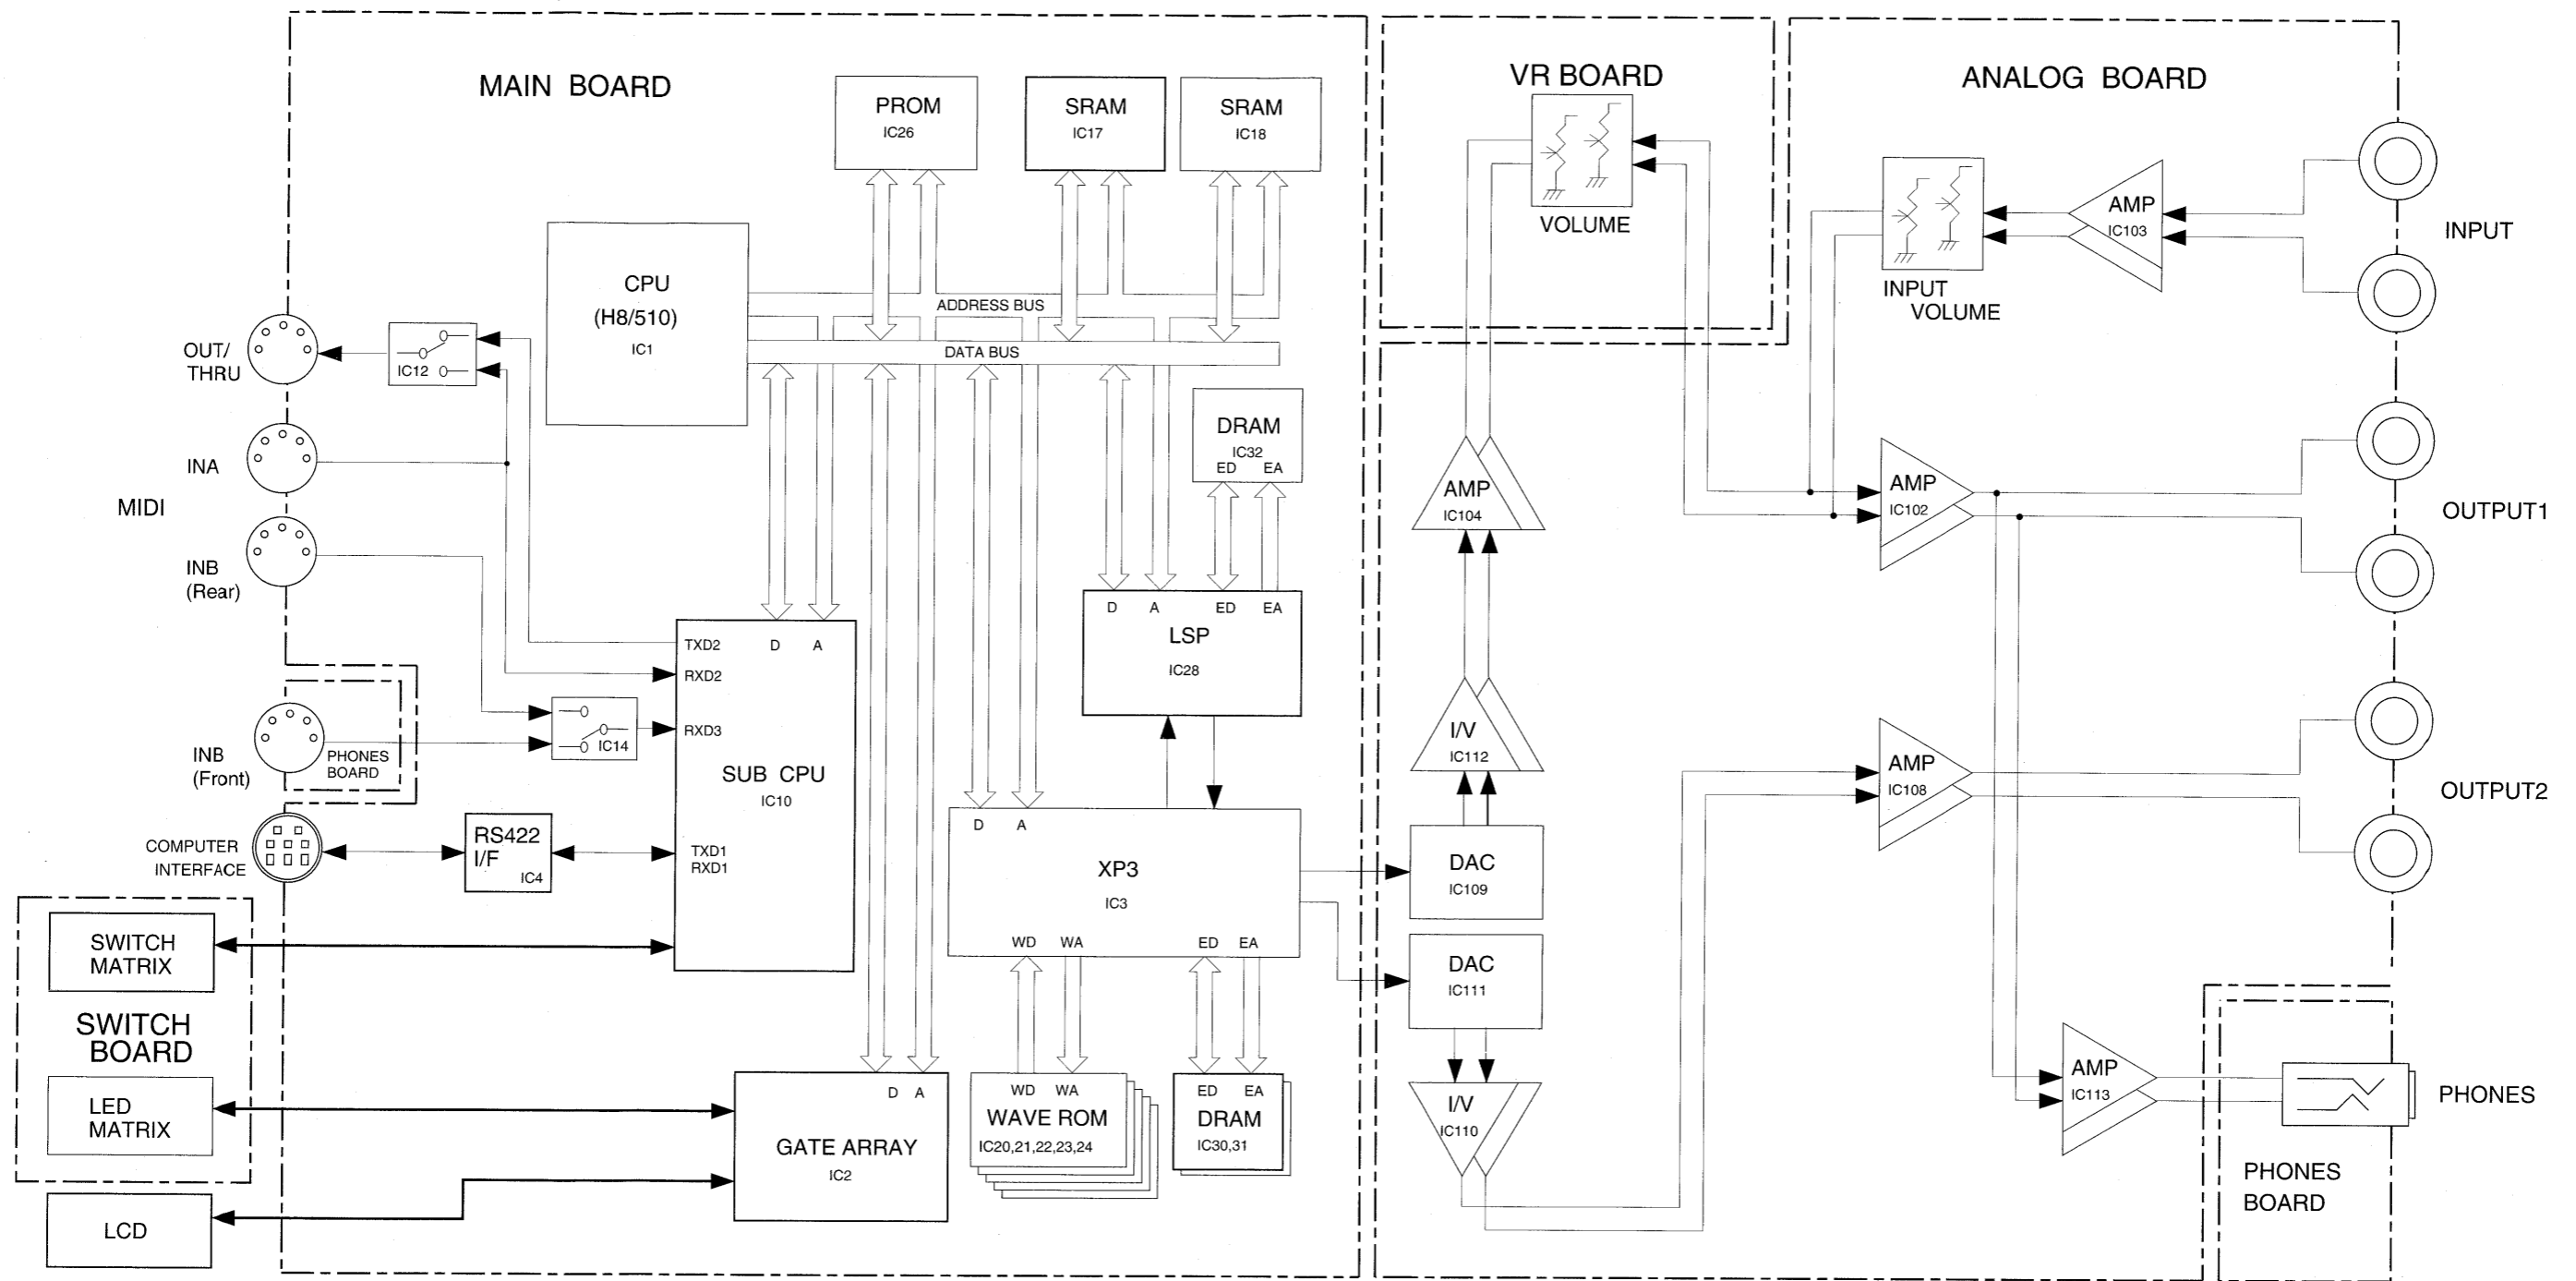 MAIN BOARD
VR BOARD
ANALOG BOARD
PROM
IC26
SRAM
IC17
SRAM
IC18
VOLUME
AMP
IC103
INPUT
INPUT
VOLUME
CPU
(H8/510)
IC1
ADDRESS BUS
DATA BUS
OUT/
THRU
IC12
INA
MIDI
INB
(Rear)
INB
(Front)
PHONES
BOARD
IC14
COMPUTER
INTERFACE
RS422
I/F
IC4
TXD2
D A
RXD2
RXD3
SUB CPU
IC10
TXD1
RXD1
DRAM
IC32
ED EA
D A ED EA
LSP
IC28
D A
XP3
IC3
WD WA ED EA
SWITCH
MATRIX
SWITCH
BOARD
LED
MATRIX
LCD
D A
GATE ARRAY
IC2
WD WA
WAVE ROM
IC20,21,22,23,24
ED EA
DRAM
IC30,31
AMP
IC104
I/V
IC112
DAC
IC109
DAC
IC111
I/V
IC110
AMP
IC102
OUTPUT1
AMP
IC108
OUTPUT2
AMP
IC113
PHONES
PHONES
BOARD